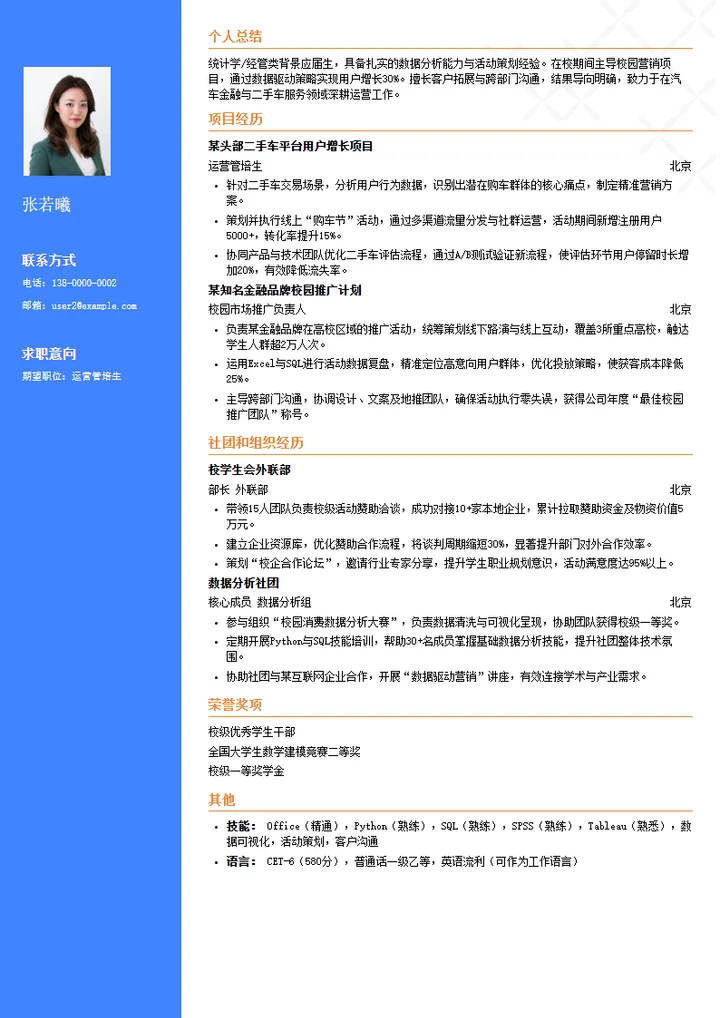 张若曦
联系方式
电话：138-0000-0002
邮箱：user2@example.com
求职意向
期望职位：运营管培生
个人总结
统计学/经管类背景应届生，具备扎实的数据分析能力与活动策划经验。在校期间主导校园营销项
目，通过数据驱动策略实现用户增长30%。擅长客户拓展与跨部门沟通，结果导向明确，致力于在汽
车金融与二手车服务领域深耕运营工作。
项目经历
某头部二手车平台用户增长项目
运营管培生 北京
• 针对二手车交易场景，分析用户行为数据，识别出潜在购车群体的核心痛点，制定精准营销方
案。
• 策划并执行线上“购车节”活动，通过多渠道流量分发与社群运营，活动期间新增注册用户
5000+，转化率提升15%。
• 协同产品与技术团队优化二手车评估流程，通过A/B测试验证新流程，使评估环节用户停留时长增
加20%，有效降低流失率。
某知名金融品牌校园推广计划
校园市场推广负责人 北京
• 负责某金融品牌在高校区域的推广活动，统筹策划线下路演与线上互动，覆盖3所重点高校，触达
学生人群超2万人次。
• 运用Excel与SQL进行活动数据复盘，精准定位高意向用户群体，优化投放策略，使获客成本降低
25%。
• 主导跨部门沟通，协调设计、文案及地推团队，确保活动执行零失误，获得公司年度“最佳校园
推广团队”称号。
社团和组织经历
校学生会外联部
部长 外联部 北京
• 带领15人团队负责校级活动赞助洽谈，成功对接10+家本地企业，累计拉取赞助资金及物资价值5
万元。
• 建立企业资源库，优化赞助合作流程，将谈判周期缩短30%，显著提升部门对外合作效率。
• 策划“校企合作论坛”，邀请行业专家分享，提升学生职业规划意识，活动满意度达95%以上。
数据分析社团
核心成员 数据分析组 北京
• 参与组织“校园消费数据分析大赛”，负责数据清洗与可视化呈现，协助团队获得校级一等奖。
• 定期开展Python与SQL技能培训，帮助30+名成员掌握基础数据分析技能，提升社团整体技术氛
围。
• 协助社团与某互联网企业合作，开展“数据驱动营销”讲座，有效连接学术与产业需求。
荣誉奖项
校级优秀学生干部
全国大学生数学建模竞赛二等奖
校级一等奖学金
其他
• 技能： Office（精通），Python（熟练），SQL（熟练），SPSS（熟练），Tableau（熟悉），数
据可视化，活动策划，客户沟通
• 语言： CET-6（580分），普通话一级乙等，英语流利（可作为工作语言）